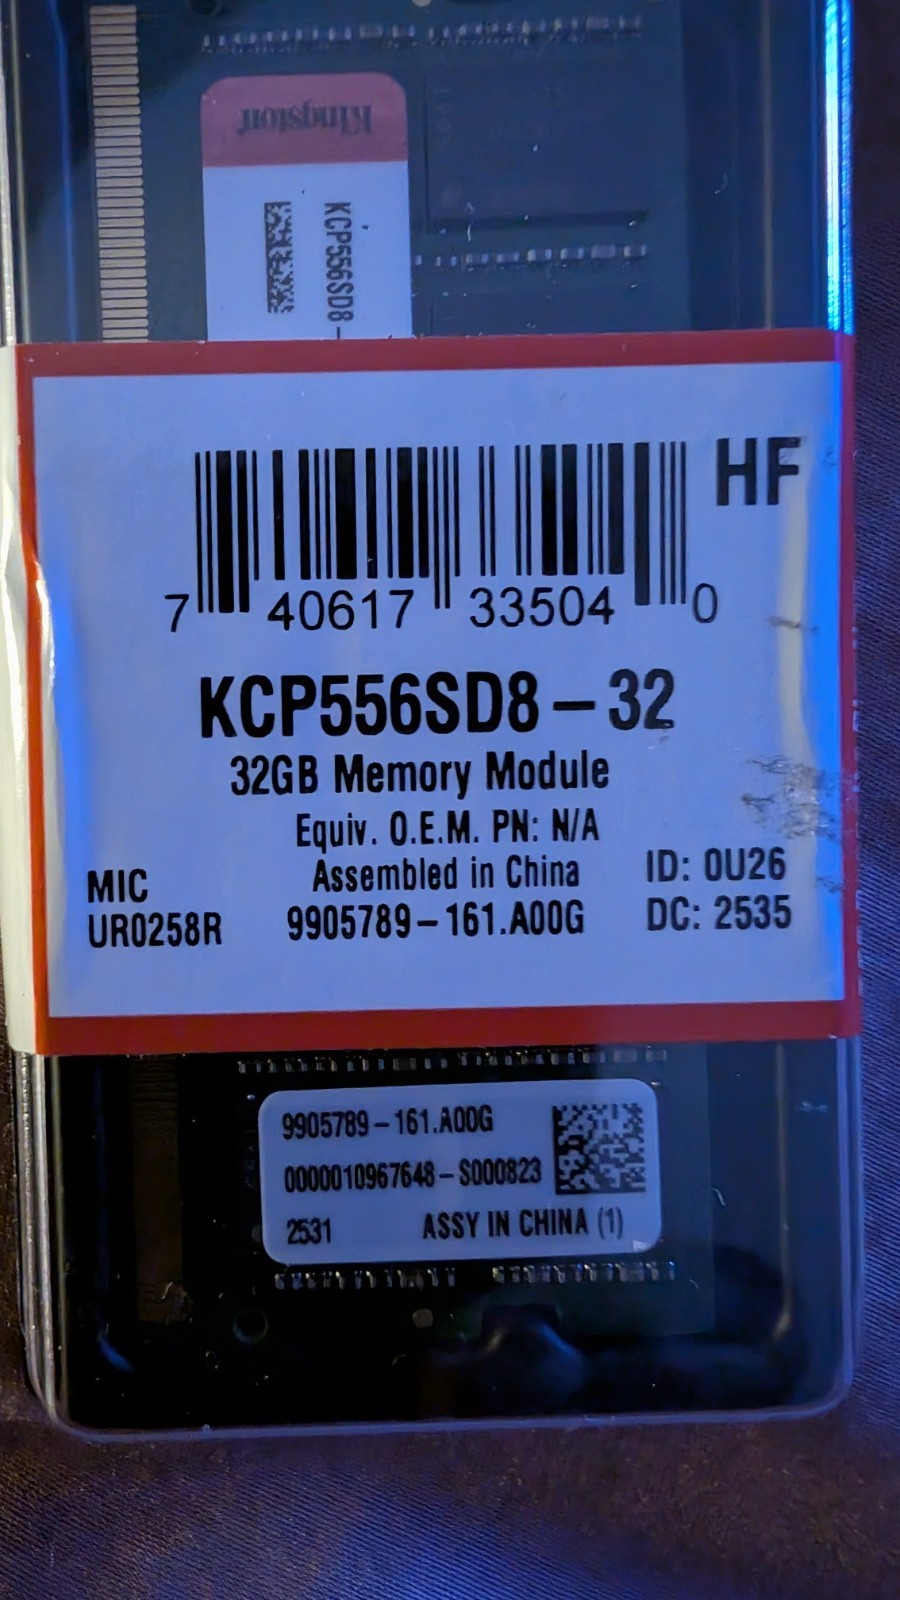 Kingston
KCP556SD8-
7 40617 33504 0
HF
KCP556SD8-32
32GB Memory Module
Equiv. O.E.M. PN: N/A
MIC Assembled in China ID: 0U26
UR0258R 9905789-161.A00G DC: 2535
9905789-161.A00G
0000010967648-S000823
2531 ASSY IN CHINA (1)